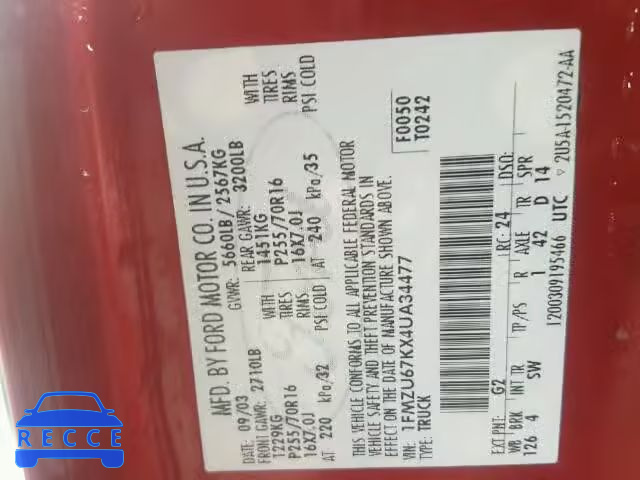 MFD. BY FORD MOTOR CO. IN U.S.A.
DATE: 09/03 GVWR: 5660LB / 2567KG
FRONT GAWR: 2710LB REAR GAWR: 3200LB
1229KG WITH 1451KG WITH
P255/70R16 TIRES P255/70R16 TIRES
16X7.0J RIMS 16X7.0J RIMS
AT 220 kPa/32 PSI COLD AT 240 kPa/35 PSI COLD
THIS VEHICLE CONFORMS TO ALL APPLICABLE FEDERAL MOTOR
VEHICLE SAFETY AND THEFT PREVENTION STANDARDS IN
EFFECT ON THE DATE OF MANUFACTURE SHOWN ABOVE.
VIN: 1FMZU67KX4UA34477 F0050
TYPE: TRUCK T0242
EXT PNT: G2 RC: 24 DSO:
WB BRK INT TR TP/PS R AXLE TR SPR
126 4 SW 1 42 D 14
1200309195466 UTC ▽ 2U5A-1520472-AA
RECCE